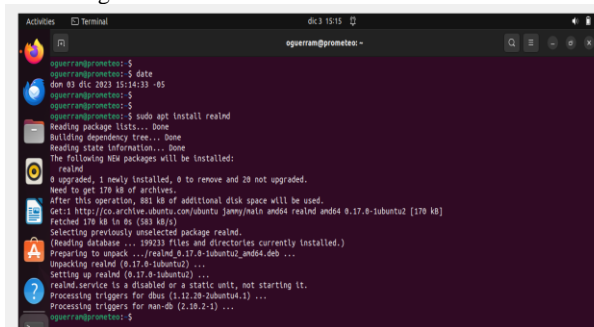 Activities Terminal dic 3 15:15
oguerram@prometeo: ~
oguerram@prometeo:~$
oguerram@prometeo:~$ date
dom 03 dic 2023 15:14:33 -05
oguerram@prometeo:~$
oguerram@prometeo:~$
oguerram@prometeo:~$ sudo apt install realmd
Reading package lists... Done
Building dependency tree... Done
Reading state information... Done
The following NEW packages will be installed:
realmd
0 upgraded, 1 newly installed, 0 to remove and 20 not upgraded.
Need to get 170 kB of archives.
After this operation, 881 kB of additional disk space will be used.
Get:1 http://co.archive.ubuntu.com/ubuntu jammy/main amd64 realmd amd64 0.17.0-1ubuntu2 [170 kB]
Fetched 170 kB in 0s (583 kB/s)
Selecting previously unselected package realmd.
(Reading database ... 199233 files and directories currently installed.)
Preparing to unpack .../realmd_0.17.0-1ubuntu2_amd64.deb ...
Unpacking realmd (0.17.0-1ubuntu2) ...
Setting up realmd (0.17.0-1ubuntu2) ...
realmd.service is a disabled or a static unit, not starting it.
Processing triggers for dbus (1.12.20-2ubuntu4.1) ...
Processing triggers for man-db (2.10.2-1) ...
oguerram@prometeo:~$